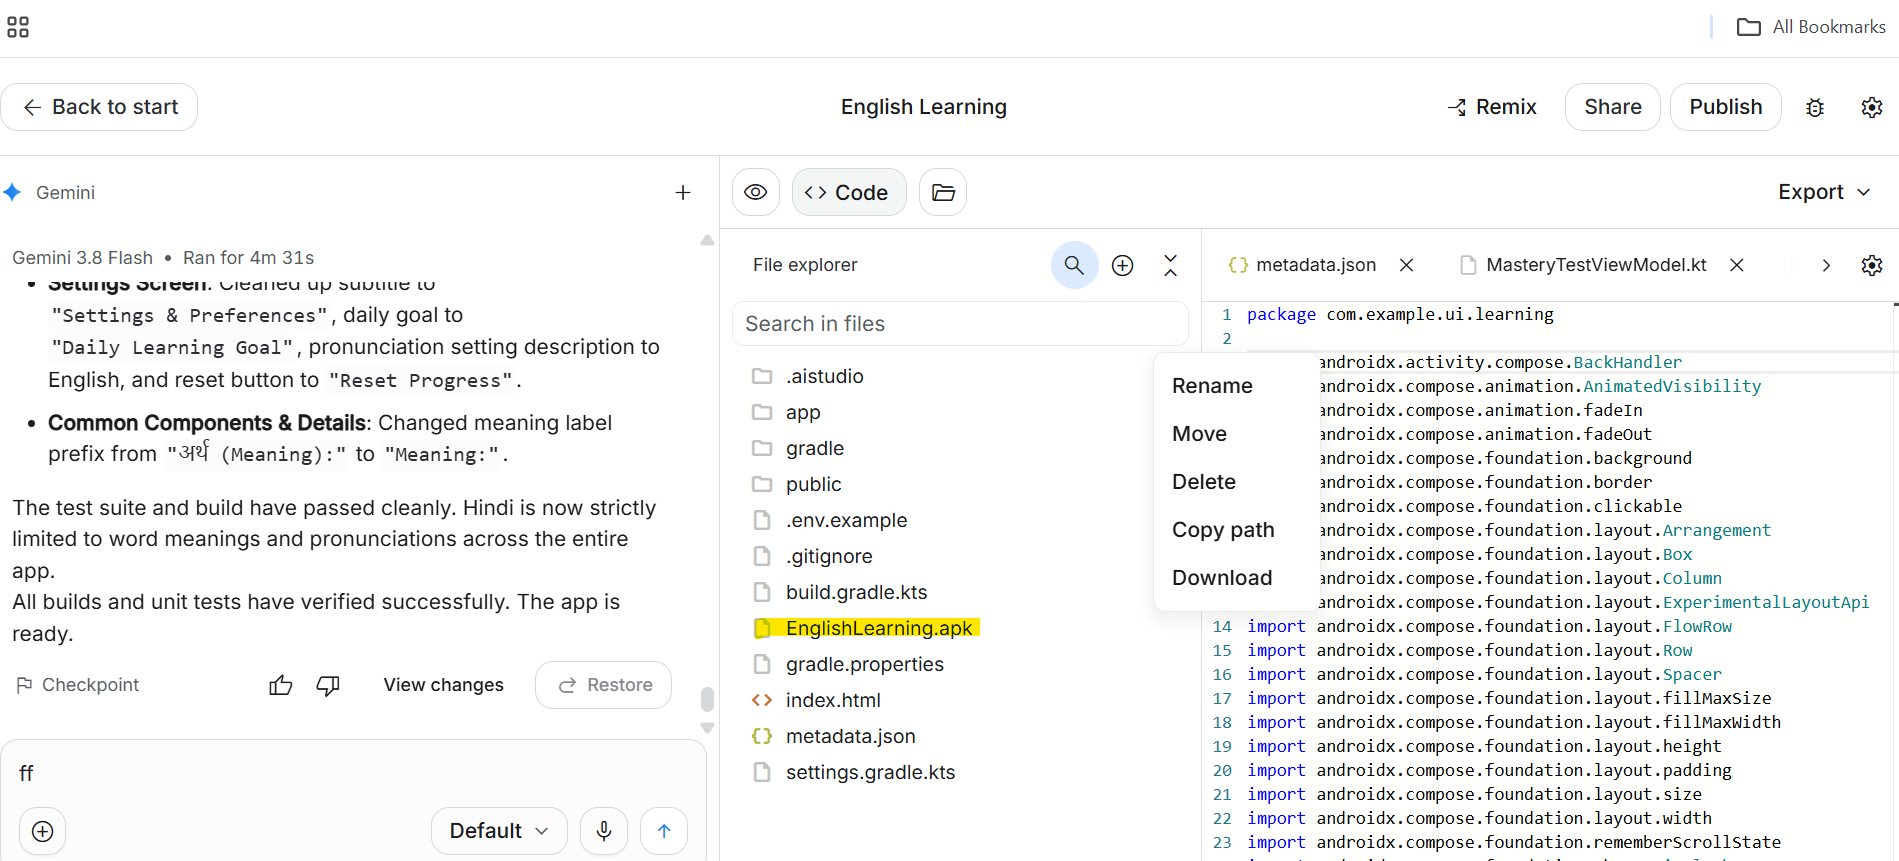 All Bookmarks
Back to start
English Learning
Remix
Share
Publish
Gemini
Code
Export
Gemini 3.8 Flash • Ran for 4m 31s
• Settings Screen: Cleaned up subtitle to
"Settings & Preferences", daily goal to
"Daily Learning Goal", pronunciation setting description to
English, and reset button to "Reset Progress".
• Common Components & Details: Changed meaning label
prefix from "अर्थ (Meaning):" to "Meaning:".
The test suite and build have passed cleanly. Hindi is now strictly
limited to word meanings and pronunciations across the entire
app.
All builds and unit tests have verified successfully. The app is
ready.
Checkpoint
View changes
Restore
ff
Default
File explorer
Search in files
.aistudio
app
gradle
public
.env.example
.gitignore
build.gradle.kts
EnglishLearning.apk
gradle.properties
index.html
metadata.json
settings.gradle.kts
Rename
Move
Delete
Copy path
Download
metadata.json
MasteryTestViewModel.kt
1 package com.example.ui.learning
2
androidx.activity.compose.BackHandler
androidx.compose.animation.AnimatedVisibility
androidx.compose.animation.fadeIn
androidx.compose.animation.fadeOut
androidx.compose.foundation.background
androidx.compose.foundation.border
androidx.compose.foundation.clickable
androidx.compose.foundation.layout.Arrangement
androidx.compose.foundation.layout.Box
androidx.compose.foundation.layout.Column
androidx.compose.foundation.layout.ExperimentalLayoutApi
14 import androidx.compose.foundation.layout.FlowRow
15 import androidx.compose.foundation.layout.Row
16 import androidx.compose.foundation.layout.Spacer
17 import androidx.compose.foundation.layout.fillMaxSize
18 import androidx.compose.foundation.layout.fillMaxWidth
19 import androidx.compose.foundation.layout.height
20 import androidx.compose.foundation.layout.padding
21 import androidx.compose.foundation.layout.size
22 import androidx.compose.foundation.layout.width
23 import androidx.compose.foundation.rememberScrollState